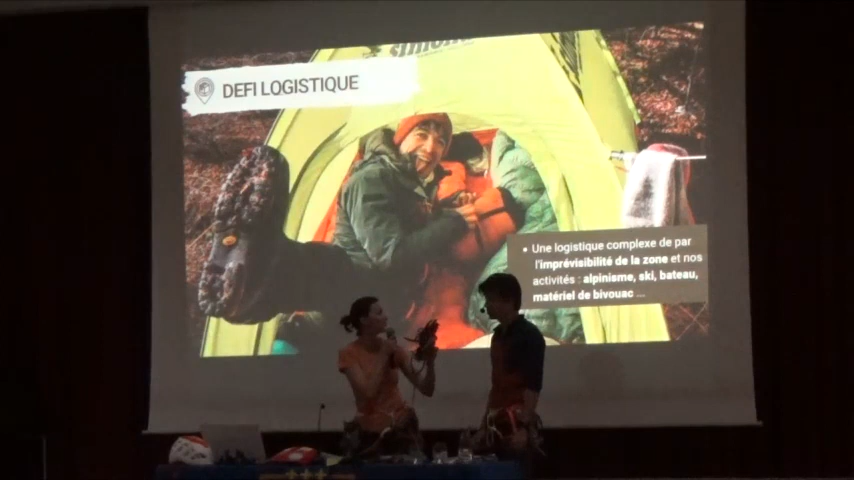 DEFI LOGISTIQUE
• Une logistique complexe de par
l'imprévisibilité de la zone et nos
activités : alpinisme, ski, bateau,
matériel de bivouac ...